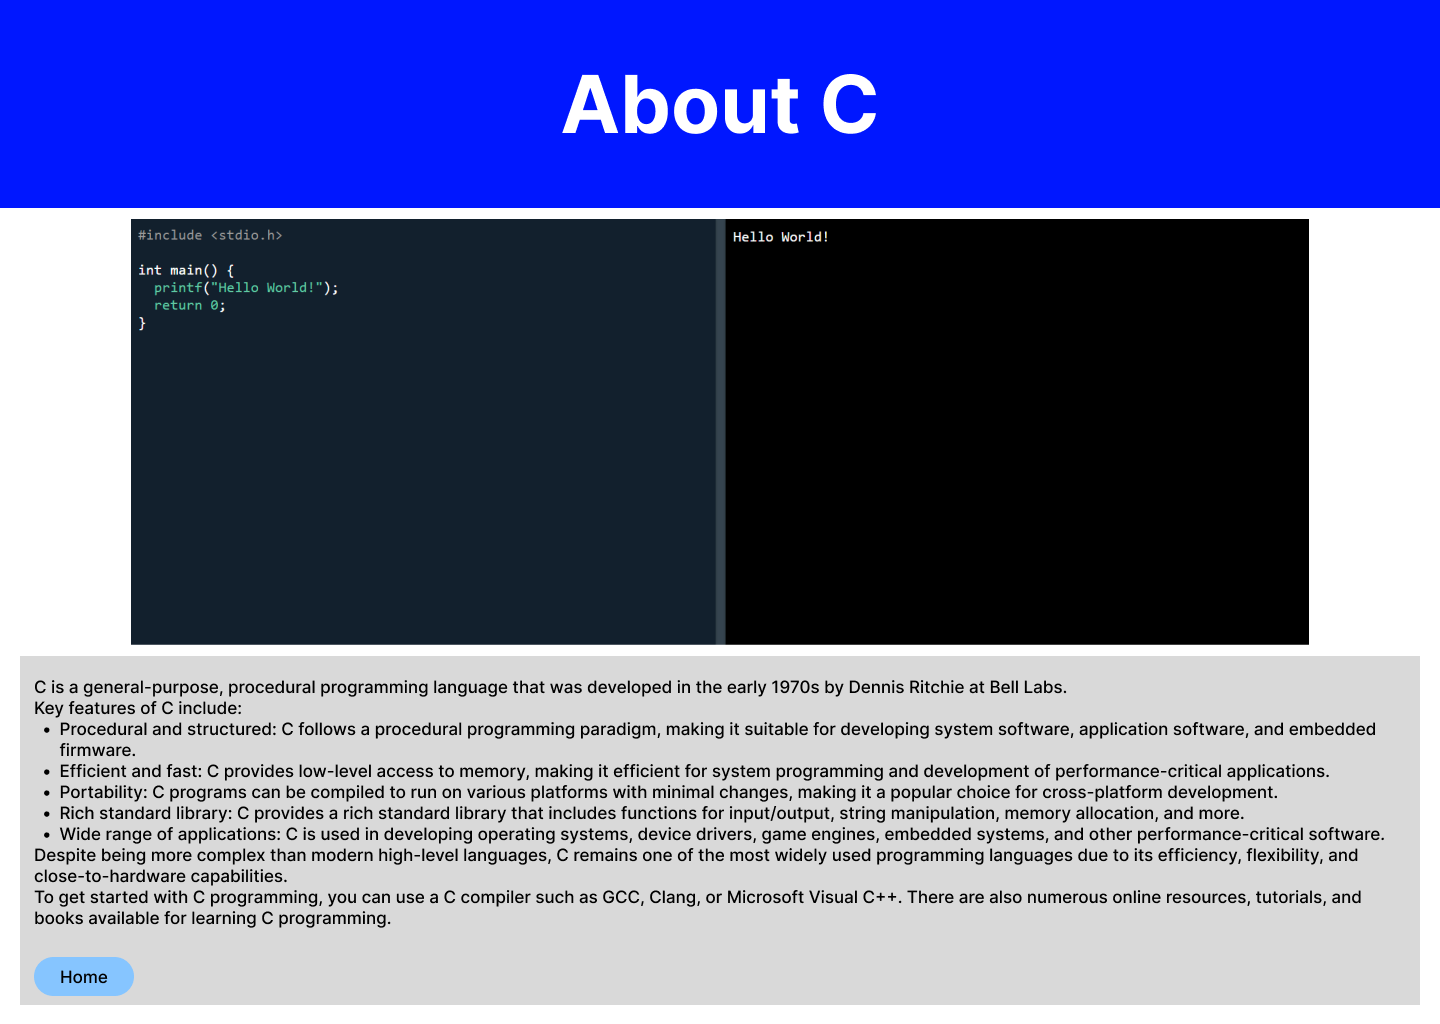 About C
#include <stdio.h>
int main() {
  printf("Hello World!");
  return 0;
}
Hello World!
C is a general-purpose, procedural programming language that was developed in the early 1970s by Dennis Ritchie at Bell Labs.
Key features of C include:
• Procedural and structured: C follows a procedural programming paradigm, making it suitable for developing system software, application software, and embedded
firmware.
• Efficient and fast: C provides low-level access to memory, making it efficient for system programming and development of performance-critical applications.
• Portability: C programs can be compiled to run on various platforms with minimal changes, making it a popular choice for cross-platform development.
• Rich standard library: C provides a rich standard library that includes functions for input/output, string manipulation, memory allocation, and more.
• Wide range of applications: C is used in developing operating systems, device drivers, game engines, embedded systems, and other performance-critical software.
Despite being more complex than modern high-level languages, C remains one of the most widely used programming languages due to its efficiency, flexibility, and
close-to-hardware capabilities.
To get started with C programming, you can use a C compiler such as GCC, Clang, or Microsoft Visual C++. There are also numerous online resources, tutorials, and
books available for learning C programming.
Home